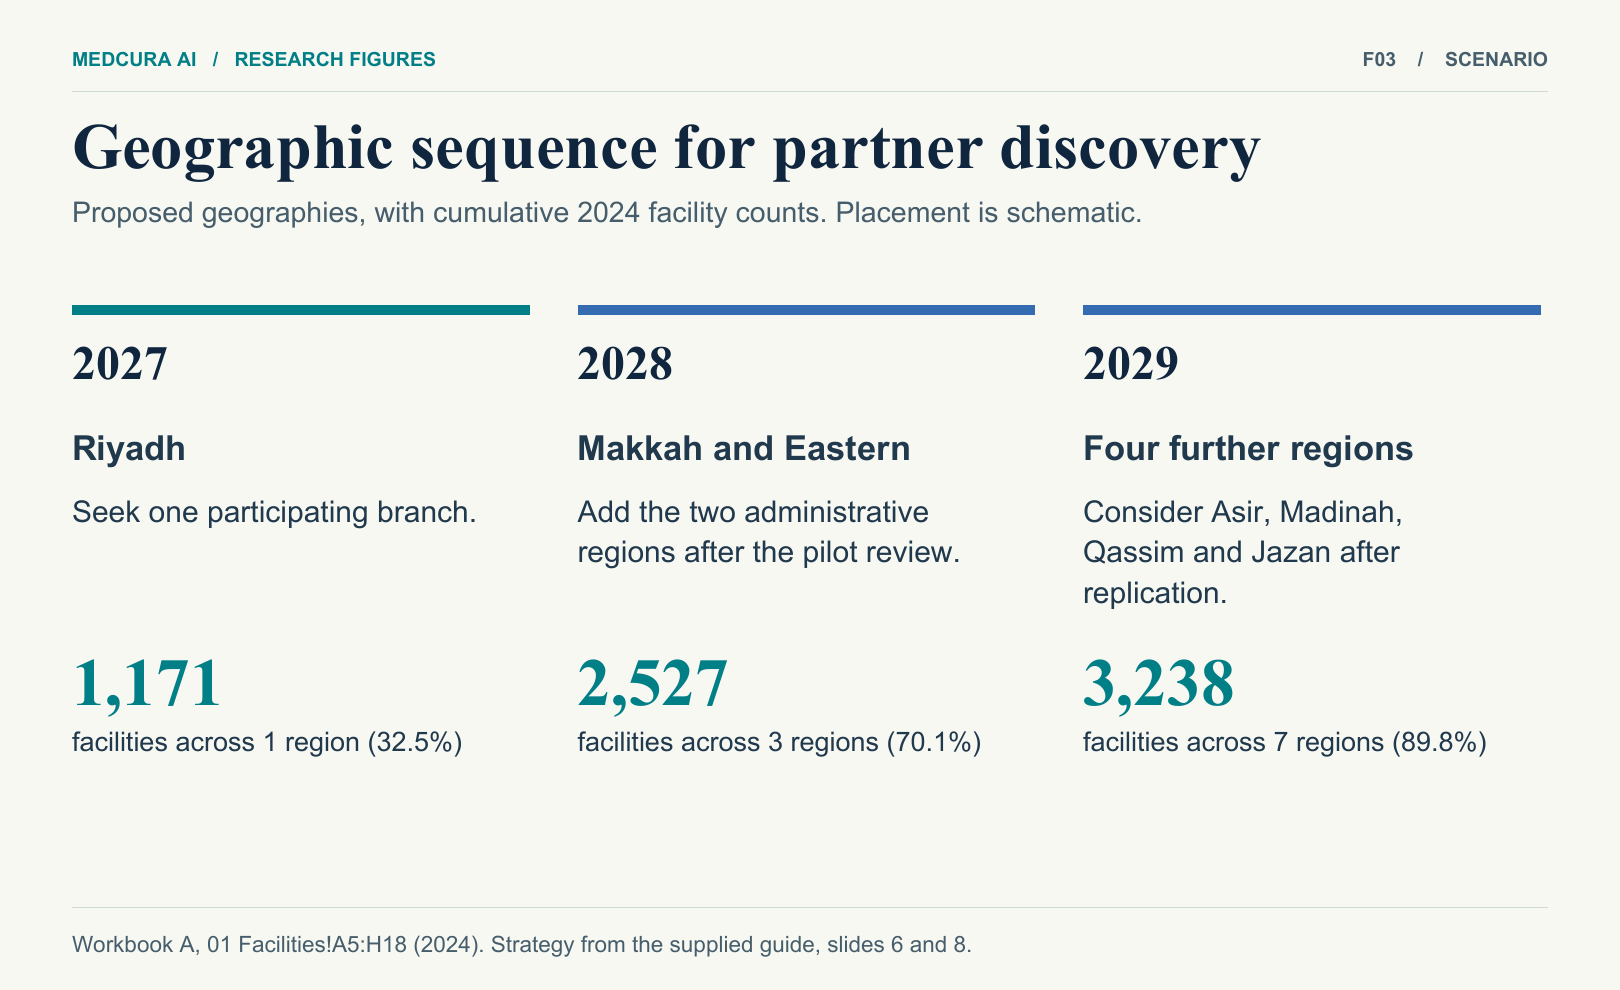 MEDCURA AI / RESEARCH FIGURES
F03 / SCENARIO
Geographic sequence for partner discovery
Proposed geographies, with cumulative 2024 facility counts. Placement is schematic.
2027
Riyadh
Seek one participating branch.
1,171
facilities across 1 region (32.5%)
2028
Makkah and Eastern
Add the two administrative
regions after the pilot review.
2,527
facilities across 3 regions (70.1%)
2029
Four further regions
Consider Asir, Madinah,
Qassim and Jazan after
replication.
3,238
facilities across 7 regions (89.8%)
Workbook A, 01 Facilities!A5:H18 (2024). Strategy from the supplied guide, slides 6 and 8.